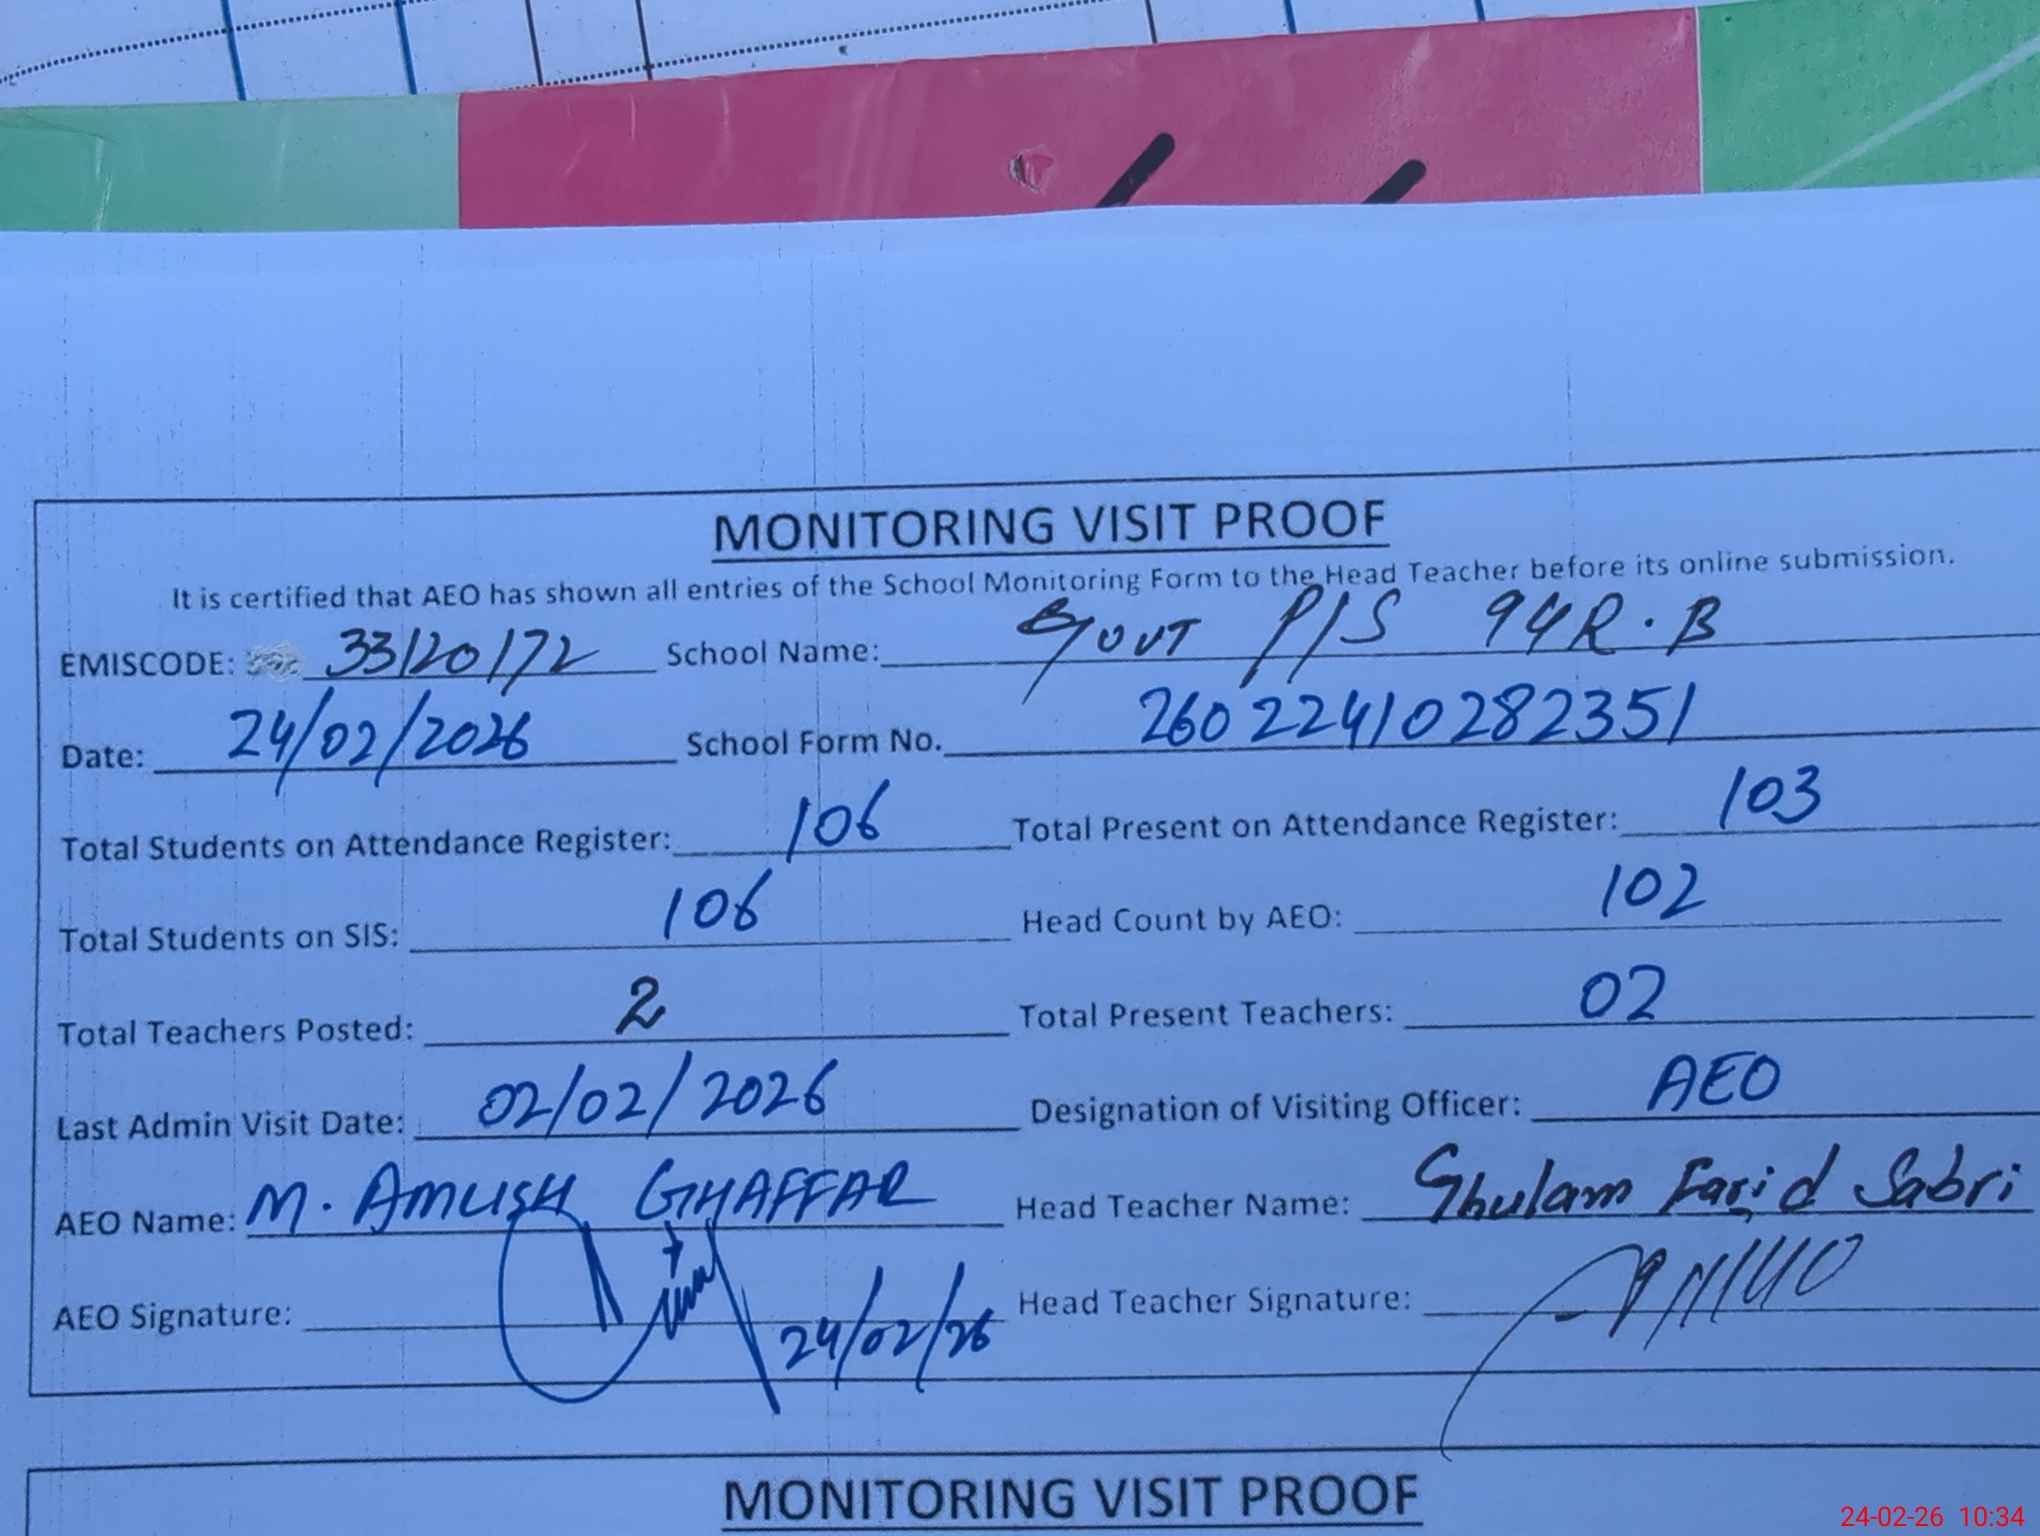 MONITORING VISIT PROOF
It is certified that AEO has shown all entries of the School Monitoring Form to the Head Teacher before its online submission.
EMISCODE: 33120172 School Name: Govt P/S 94R.B
Date: 24/02/2026 School Form No. 26022410282351
Total Students on Attendance Register: 106 Total Present on Attendance Register: 103
Total Students on SIS: 106 Head Count by AEO: 102
Total Teachers Posted: 2 Total Present Teachers: 02
Last Admin Visit Date: 02/02/2026 Designation of Visiting Officer: AEO
AEO Name: M. AMLISH GHAFFAR Head Teacher Name: Ghulam Farid Sabri
AEO Signature: 24/02/26 Head Teacher Signature:
MONITORING VISIT PROOF
24-02-26 10:34